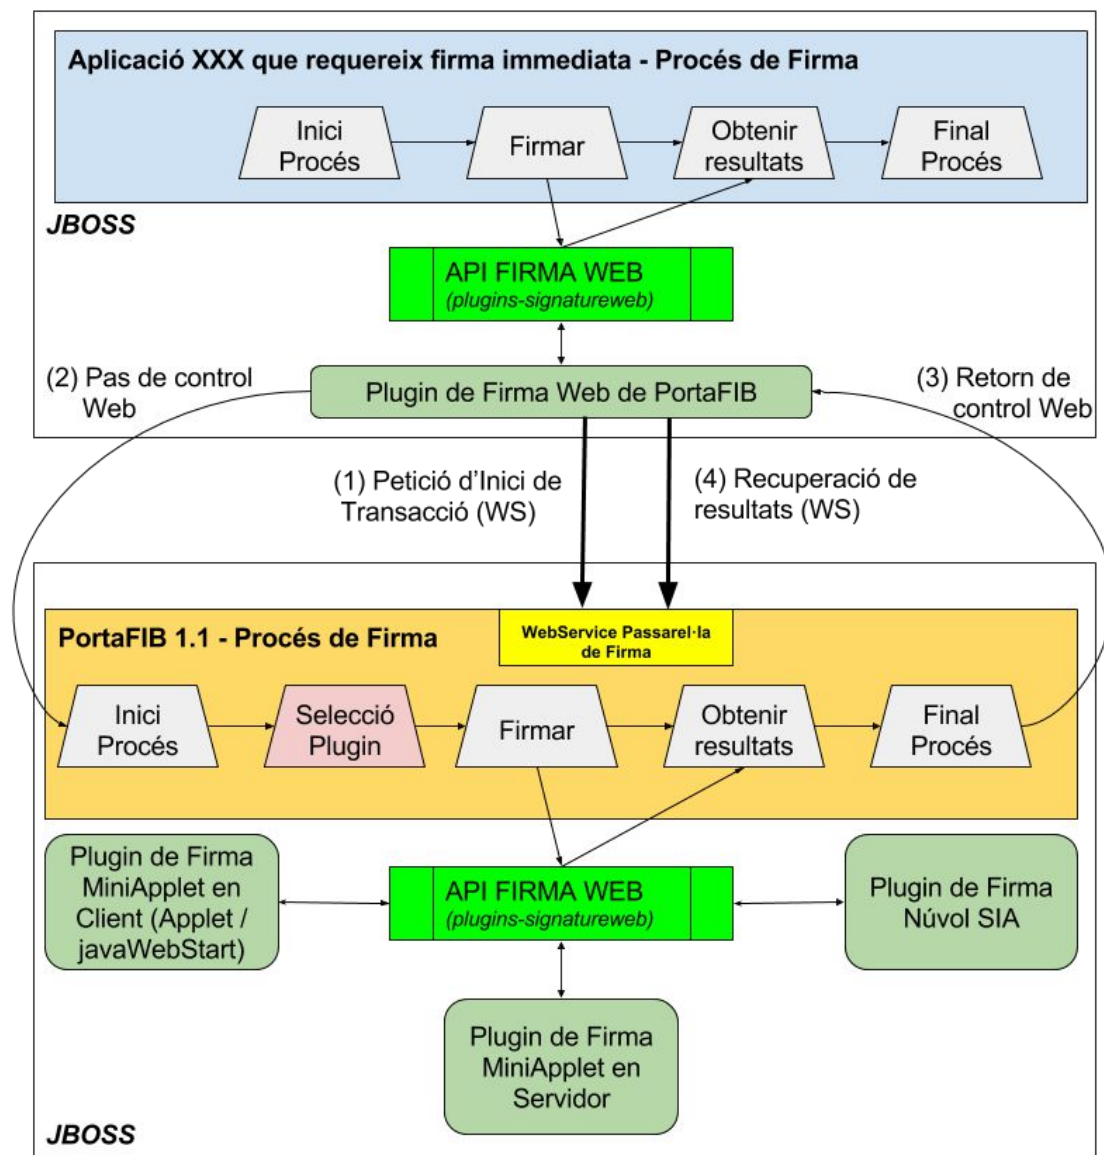 Aplicació XXX que requereix firma immediata - Procés de Firma
Inici
Procés
Firmar
Obtenir
resultats
Final
Procés
JBOSS
API FIRMA WEB
(plugins-signatureweb)
(2) Pas de control
Web
Plugin de Firma Web de PortaFIB
(3) Retorn de
control Web
(1) Petició d'Inici de
Transacció (WS)
(4) Recuperació de
resultats (WS)
WebService Passarel·la
de Firma
PortaFIB 1.1 - Procés de Firma
Inici
Procés
Selecció
Plugin
Firmar
Obtenir
resultats
Final
Procés
Plugin de Firma
MiniApplet en
Client (Applet /
javaWebStart)
API FIRMA WEB
(plugins-signatureweb)
Plugin de Firma
Núvol SIA
Plugin de Firma
MiniApplet en
Servidor
JBOSS